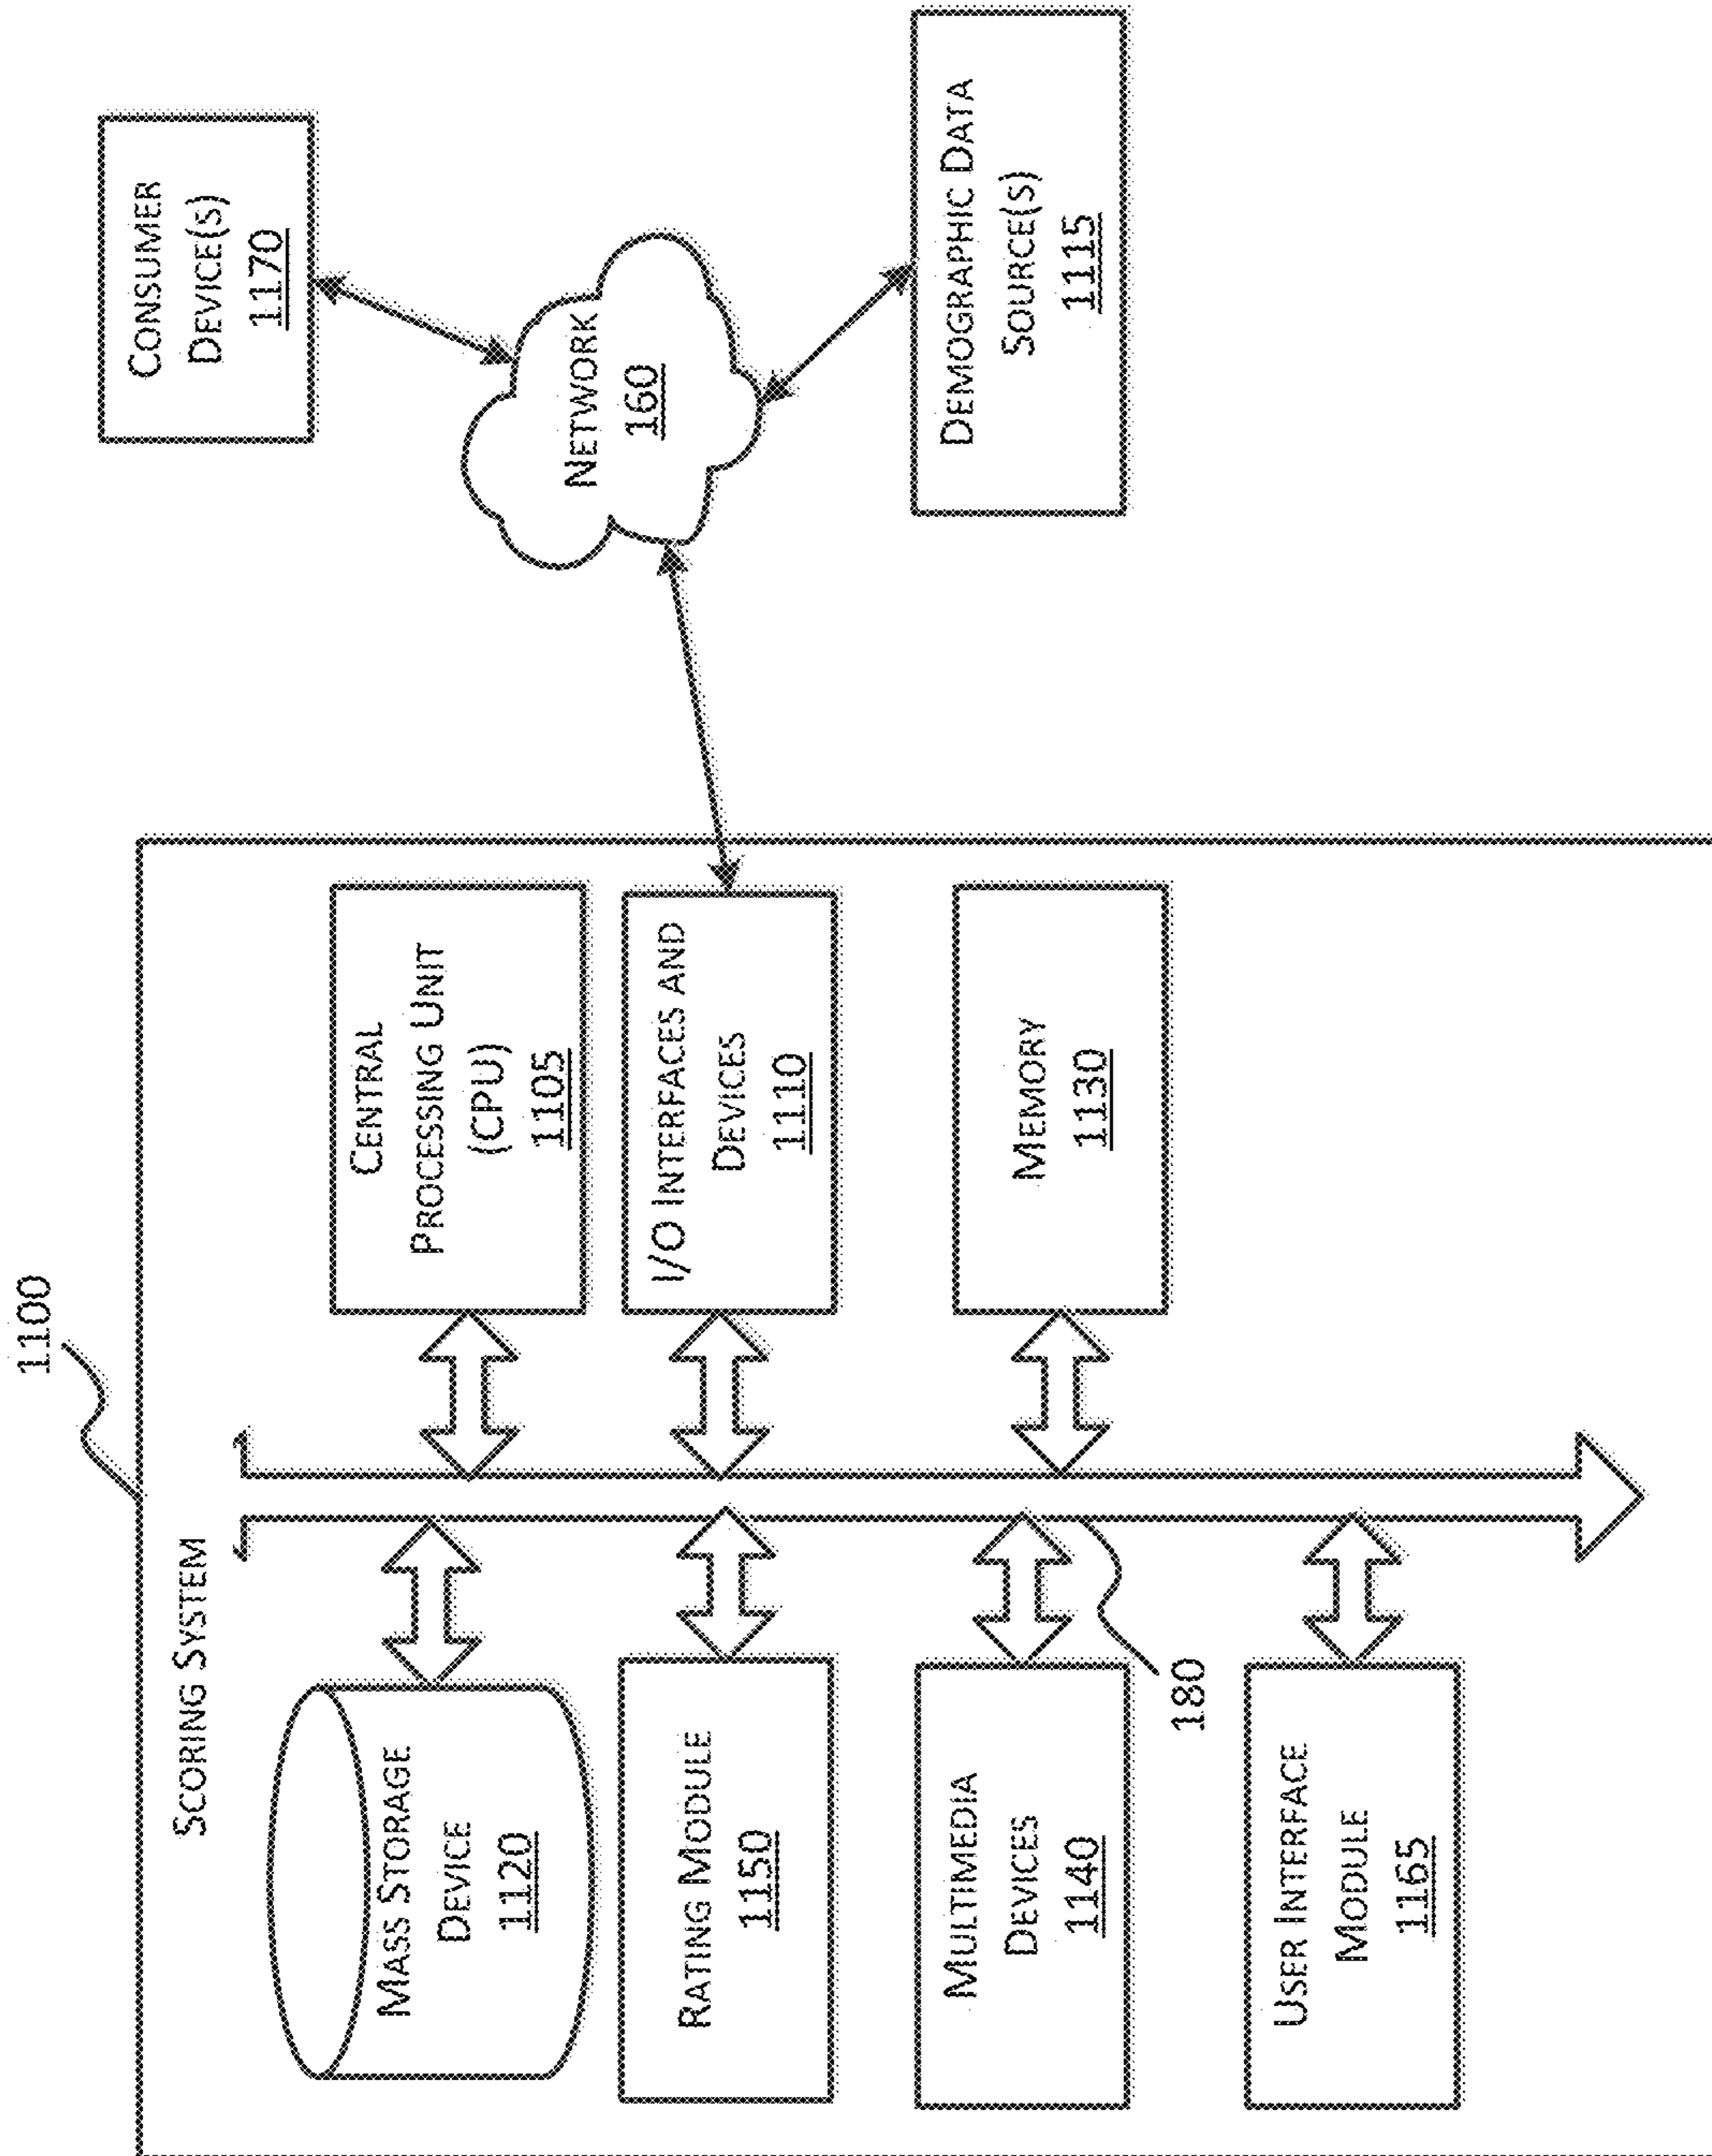 1100
SCORING SYSTEM
MASS STORAGE
DEVICE
1120
RATING MODULE
1150
MULTIMEDIA
DEVICES
1140
USER INTERFACE
MODULE
1165
180
CENTRAL
PROCESSING UNIT
(CPU)
1105
I/O INTERFACES AND
DEVICES
1110
MEMORY
1130
CONSUMER
DEVICE(S)
1170
NETWORK
160
DEMOGRAPHIC DATA
SOURCE(S)
1115